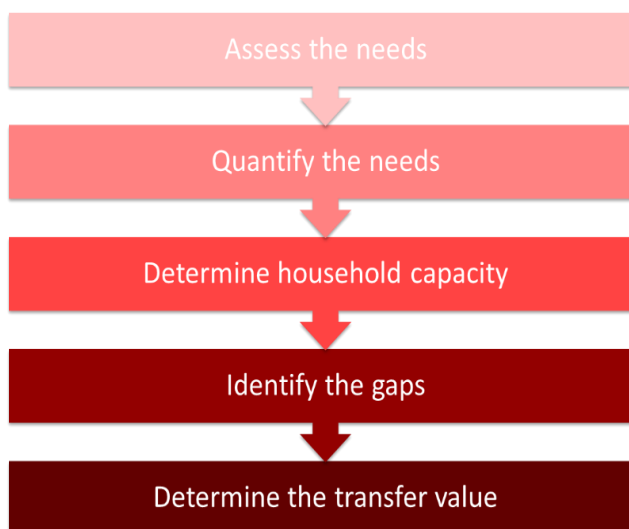 Assess the needs
Quantify the needs
Determine household capacity
Identify the gaps
Determine the transfer value